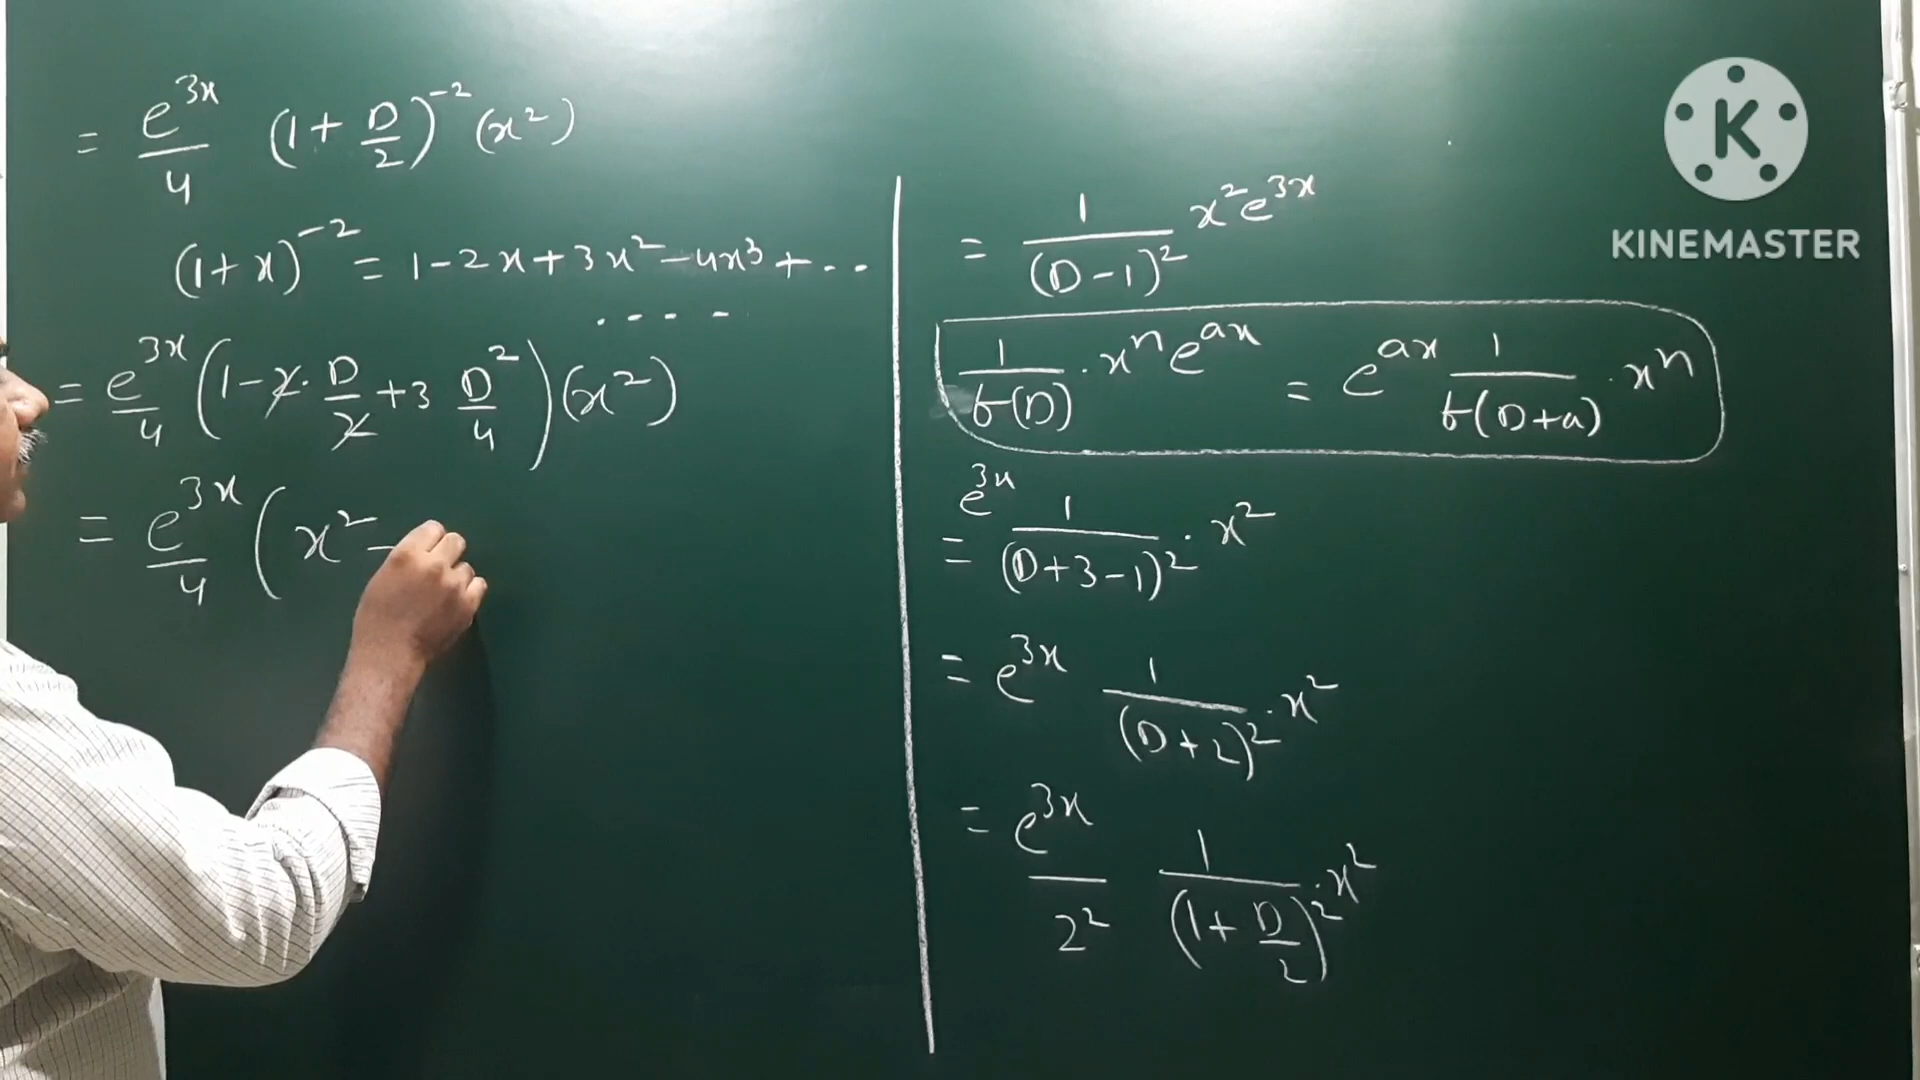 = e^{3x}/4 (1 + D/2)^{-2} (x^2)
(1 + x)^{-2} = 1 - 2x + 3x^2 - 4x^3 + ...
. . . .
= e^{3x}/4 (1 - 2 · D/2 + 3 D^2/4) (x^2)
= e^{3x}/4 ( x^2 -
= 1/(D-1)^2 x^2 e^{3x}
1/f(D) · x^n e^{ax} = e^{ax} 1/f(D+a) · x^n
= e^{3x} 1/(D+3-1)^2 · x^2
= e^{3x} 1/(D+2)^2 · x^2
= e^{3x}/2^2 1/(1 + D/2)^2 · x^2
K
KINEMASTER